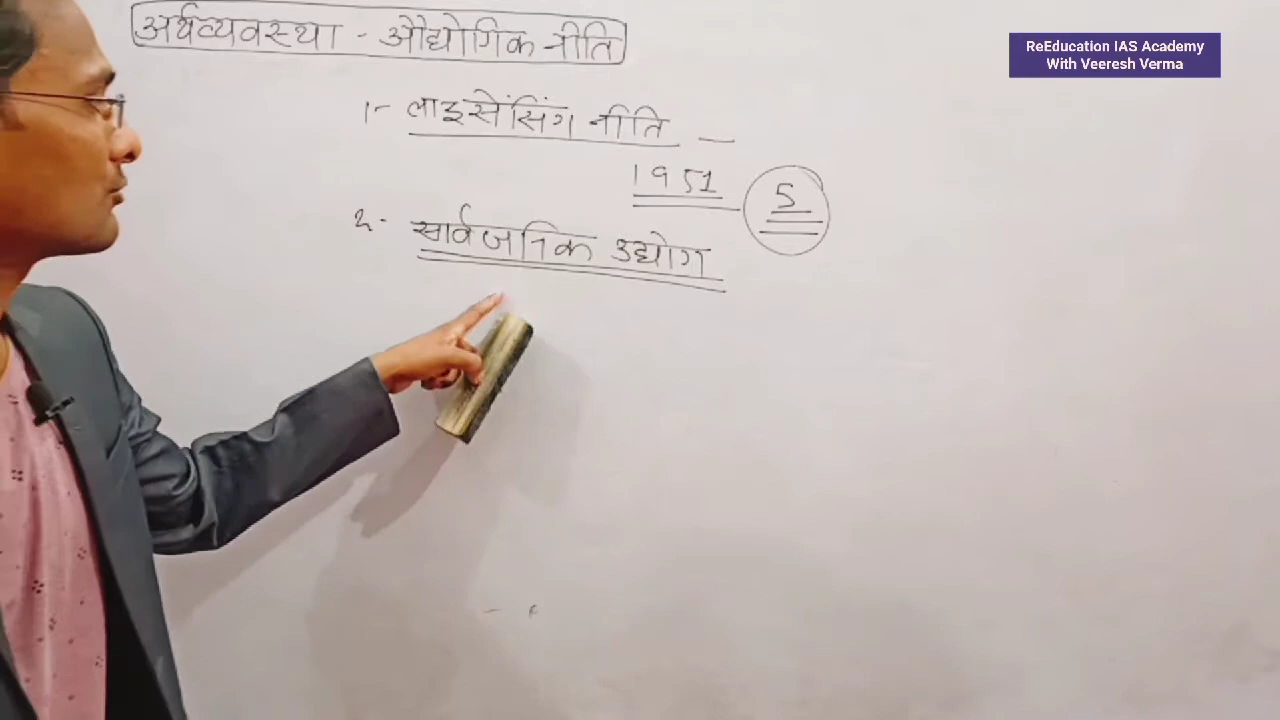 अर्थव्यवस्था - औद्योगिक नीति
ReEducation IAS Academy
With Veeresh Verma
1- लाइसेंसिंग नीति -
1951 5
2- सार्वजनिक उद्योग